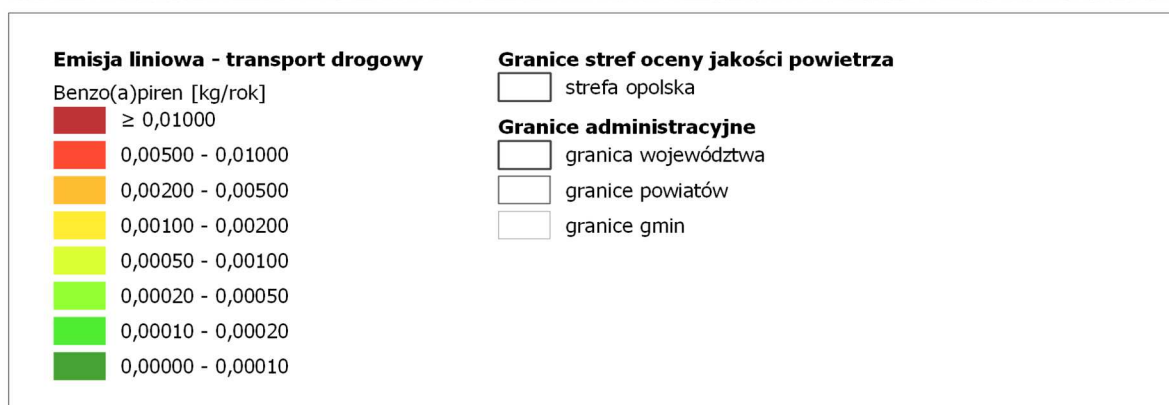 Emisja liniowa - transport drogowy
Benzo(a)piren [kg/rok]
≥ 0,01000
0,00500 - 0,01000
0,00200 - 0,00500
0,00100 - 0,00200
0,00050 - 0,00100
0,00020 - 0,00050
0,00010 - 0,00020
0,00000 - 0,00010
Granice stref oceny jakości powietrza
strefa opolska
Granice administracyjne
granica województwa
granice powiatów
granice gmin